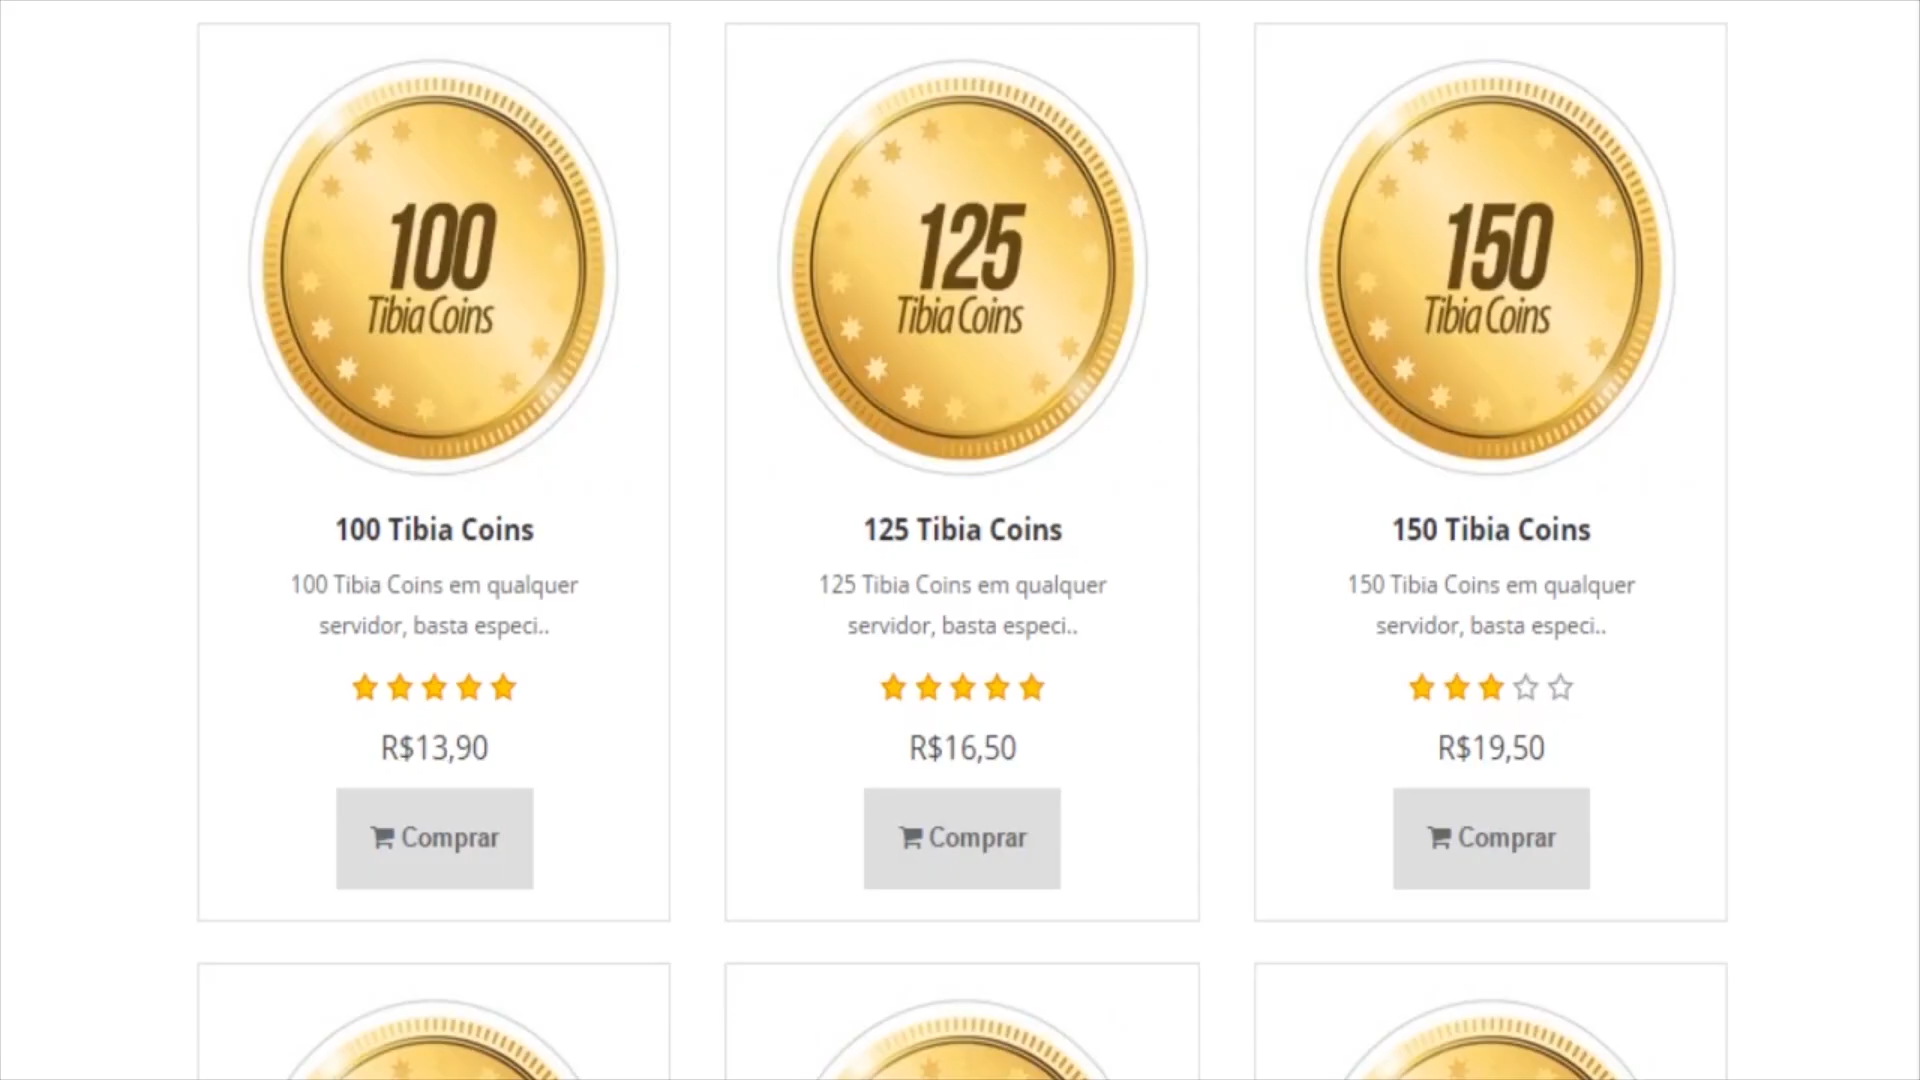 100
Tibia Coins
100 Tibia Coins
100 Tibia Coins em qualquer
servidor, basta especi..
R$13,90
Comprar
125
Tibia Coins
125 Tibia Coins
125 Tibia Coins em qualquer
servidor, basta especi..
R$16,50
Comprar
150
Tibia Coins
150 Tibia Coins
150 Tibia Coins em qualquer
servidor, basta especi..
R$19,50
Comprar